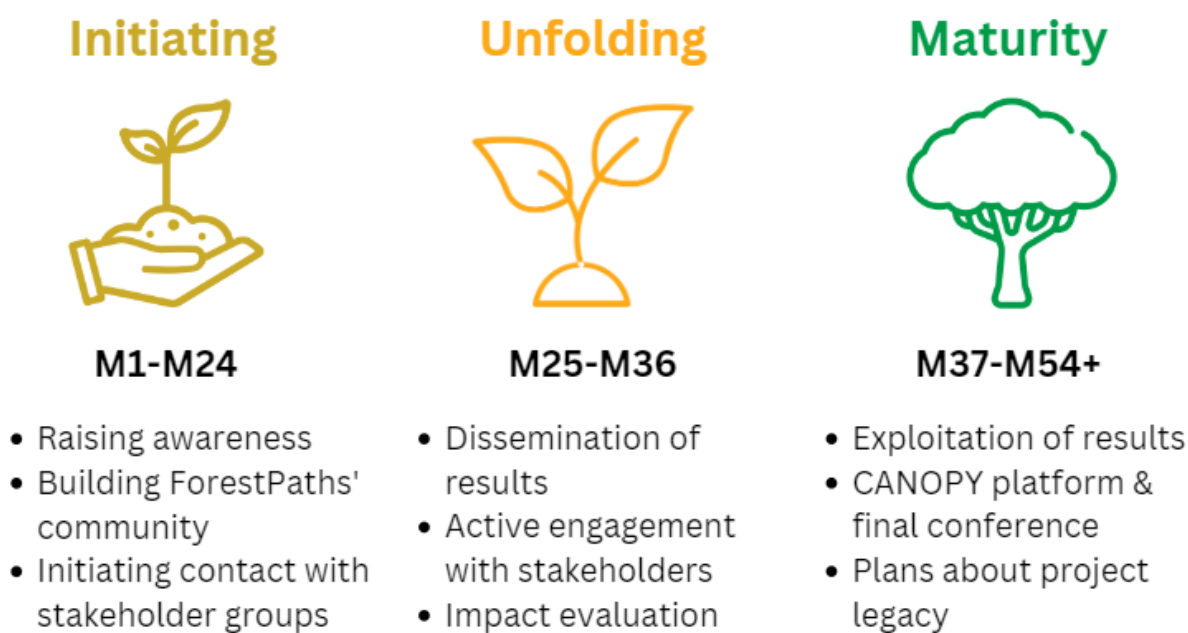 Initiating
M1-M24
• Raising awareness
• Building ForestPaths'
community
• Initiating contact with
stakeholder groups
Unfolding
M25-M36
• Dissemination of
results
• Active engagement
with stakeholders
• Impact evaluation
Maturity
M37-M54+
• Exploitation of results
• CANOPY platform &
final conference
• Plans about project
legacy